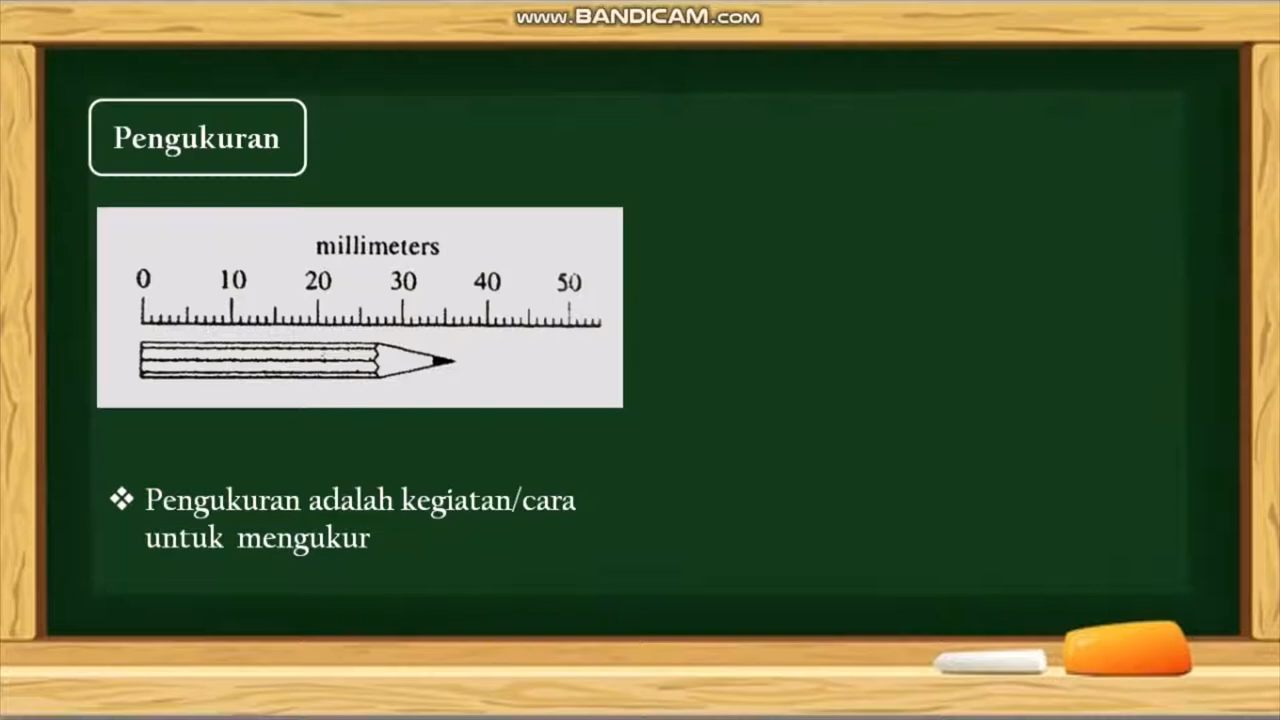 www.BANDICAM.com
Pengukuran
millimeters
0 10 20 30 40 50
❖ Pengukuran adalah kegiatan/cara
untuk mengukur